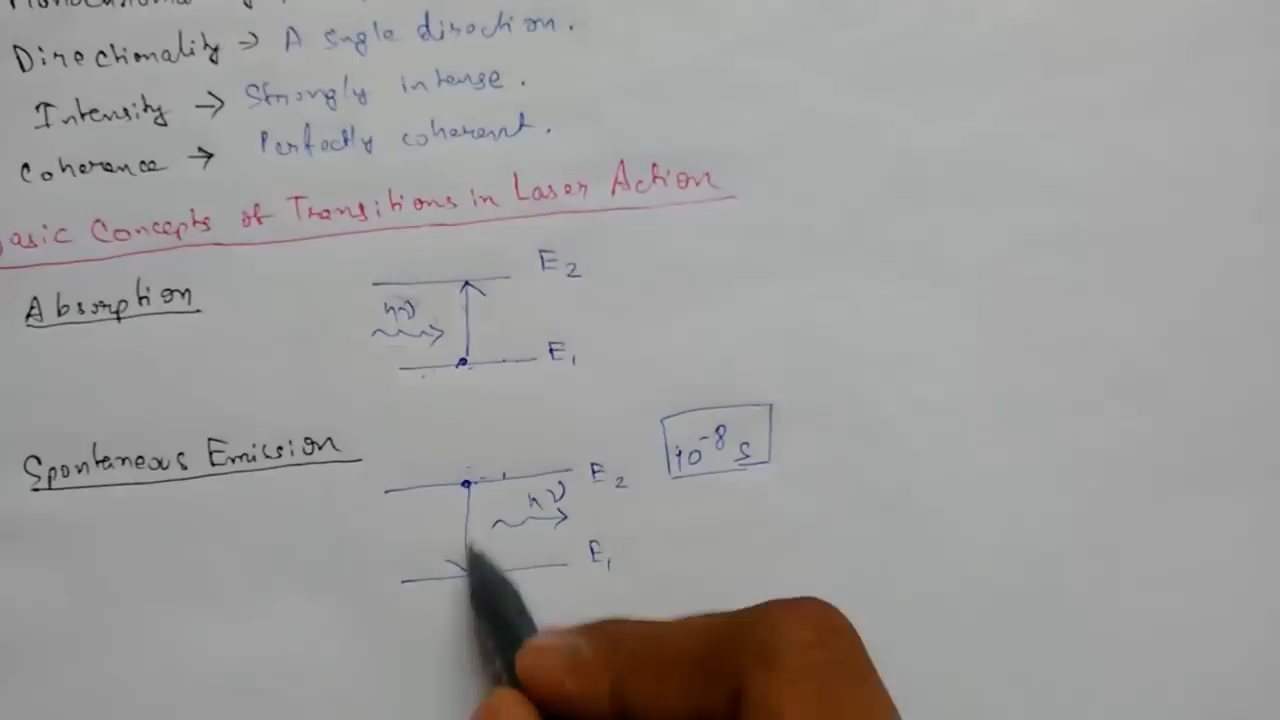 Directionality → A single direction.
Intensity → Strongly intense.
Coherence → Perfectly coherent.
Basic Concepts of Transitions in Laser Action
Absorption
E2
hν
E1
Spontaneous Emission
10^-8 s
E2
hν
E1